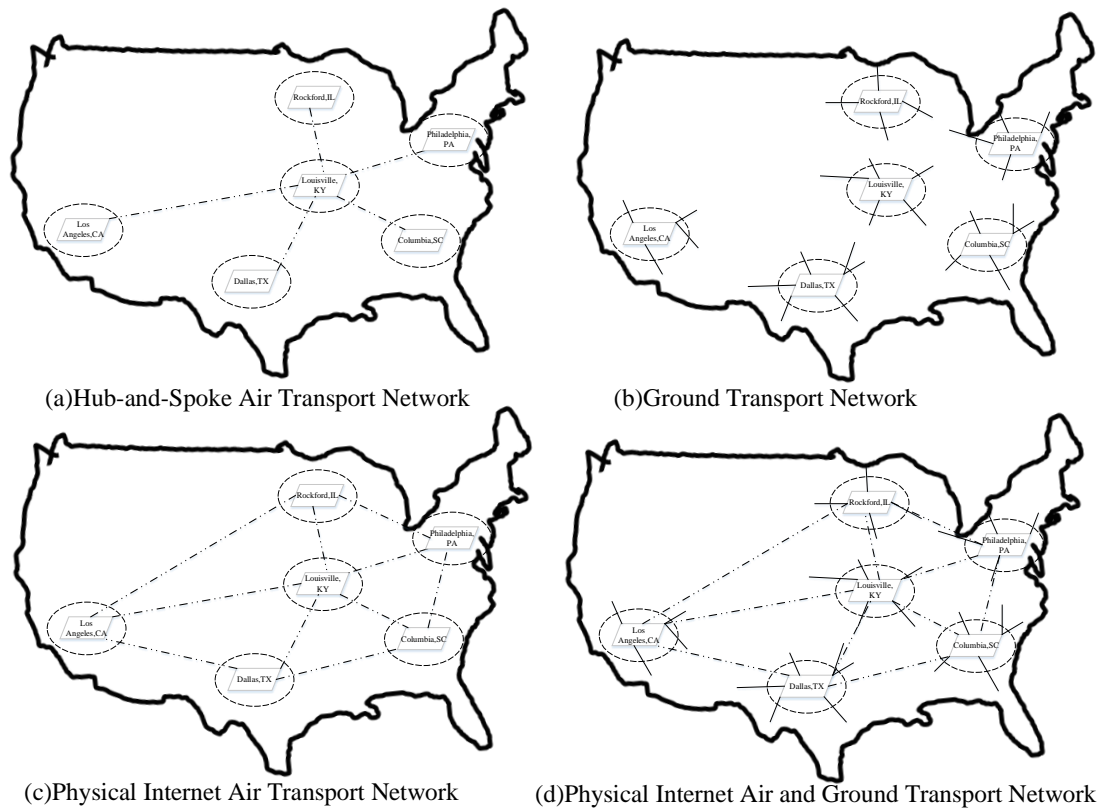 Rockford,IL
Philadelphia,
PA
Louisville,
KY
Los
Angeles,CA
Columbia,SC
Dallas,TX
(a)Hub-and-Spoke Air Transport Network
Rockford,IL
Philadelphia,
PA
Louisville,
KY
Los
Angeles,CA
Columbia,SC
Dallas,TX
(b)Ground Transport Network
Rockford,IL
Philadelphia,
PA
Louisville,
KY
Los
Angeles,CA
Columbia,SC
Dallas,TX
(c)Physical Internet Air Transport Network
Rockford,IL
Philadelphia,
PA
Louisville,
KY
Los
Angeles,CA
Columbia,SC
Dallas,TX
(d)Physical Internet Air and Ground Transport Network